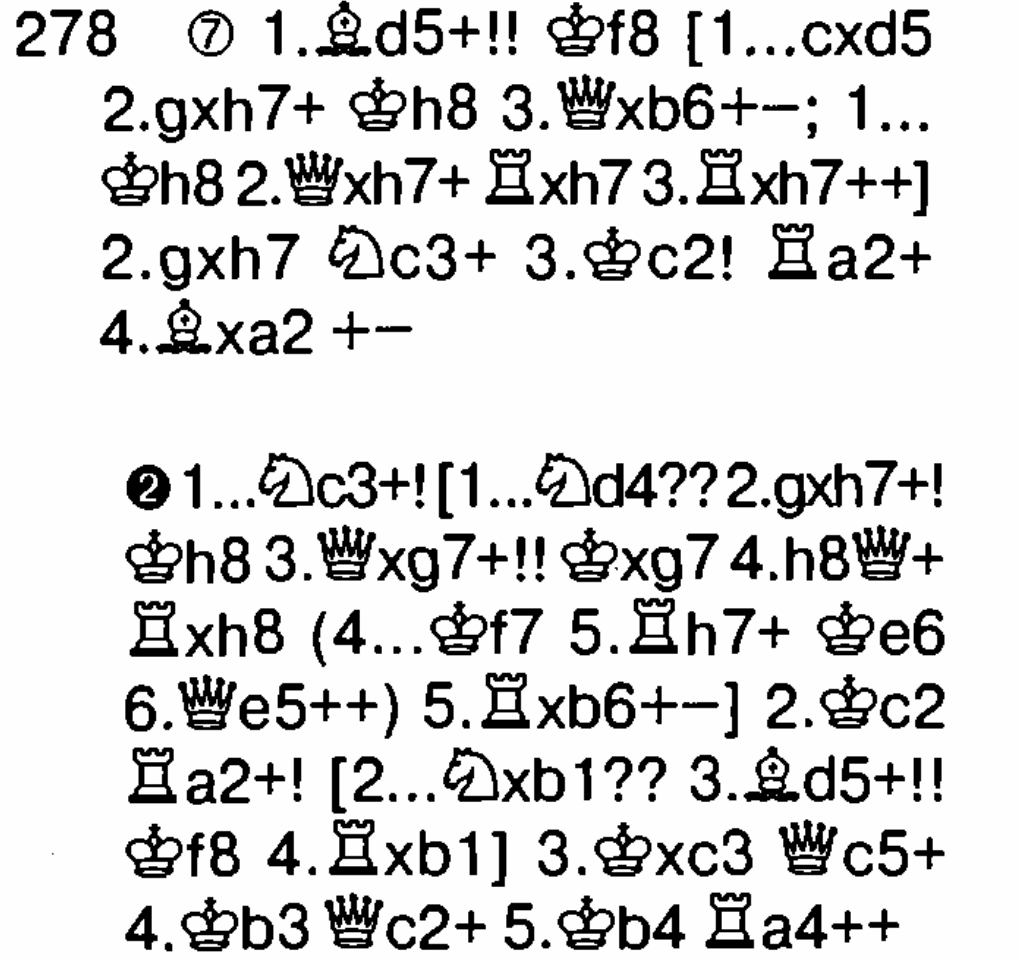 278 ⑦ 1.♗d5+!! ♔f8 [1...cxd5
2.gxh7+ ♔h8 3.♕xb6+−; 1...
♔h8 2.♕xh7+ ♖xh7 3.♖xh7++]
2.gxh7 ♘c3+ 3.♔c2! ♖a2+
4.♗xa2 +−
❷ 1...♘c3+! [1...♘d4?? 2.gxh7+!
♔h8 3.♕xg7+!! ♔xg7 4.h8♕+
♖xh8 (4...♔f7 5.♖h7+ ♔e6
6.♕e5++) 5.♖xb6+−] 2.♔c2
♖a2+! [2...♘xb1?? 3.♗d5+!!
♔f8 4.♖xb1] 3.♔xc3 ♕c5+
4.♔b3 ♕c2+ 5.♔b4 ♖a4++